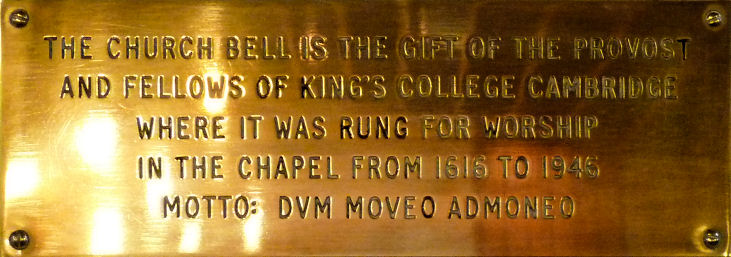 THE CHURCH BELL IS THE GIFT OF THE PROVOST
AND FELLOWS OF KING'S COLLEGE CAMBRIDGE
WHERE IT WAS RUNG FOR WORSHIP
IN THE CHAPEL FROM 1616 TO 1946
MOTTO: DVM MOVEO ADMONEO